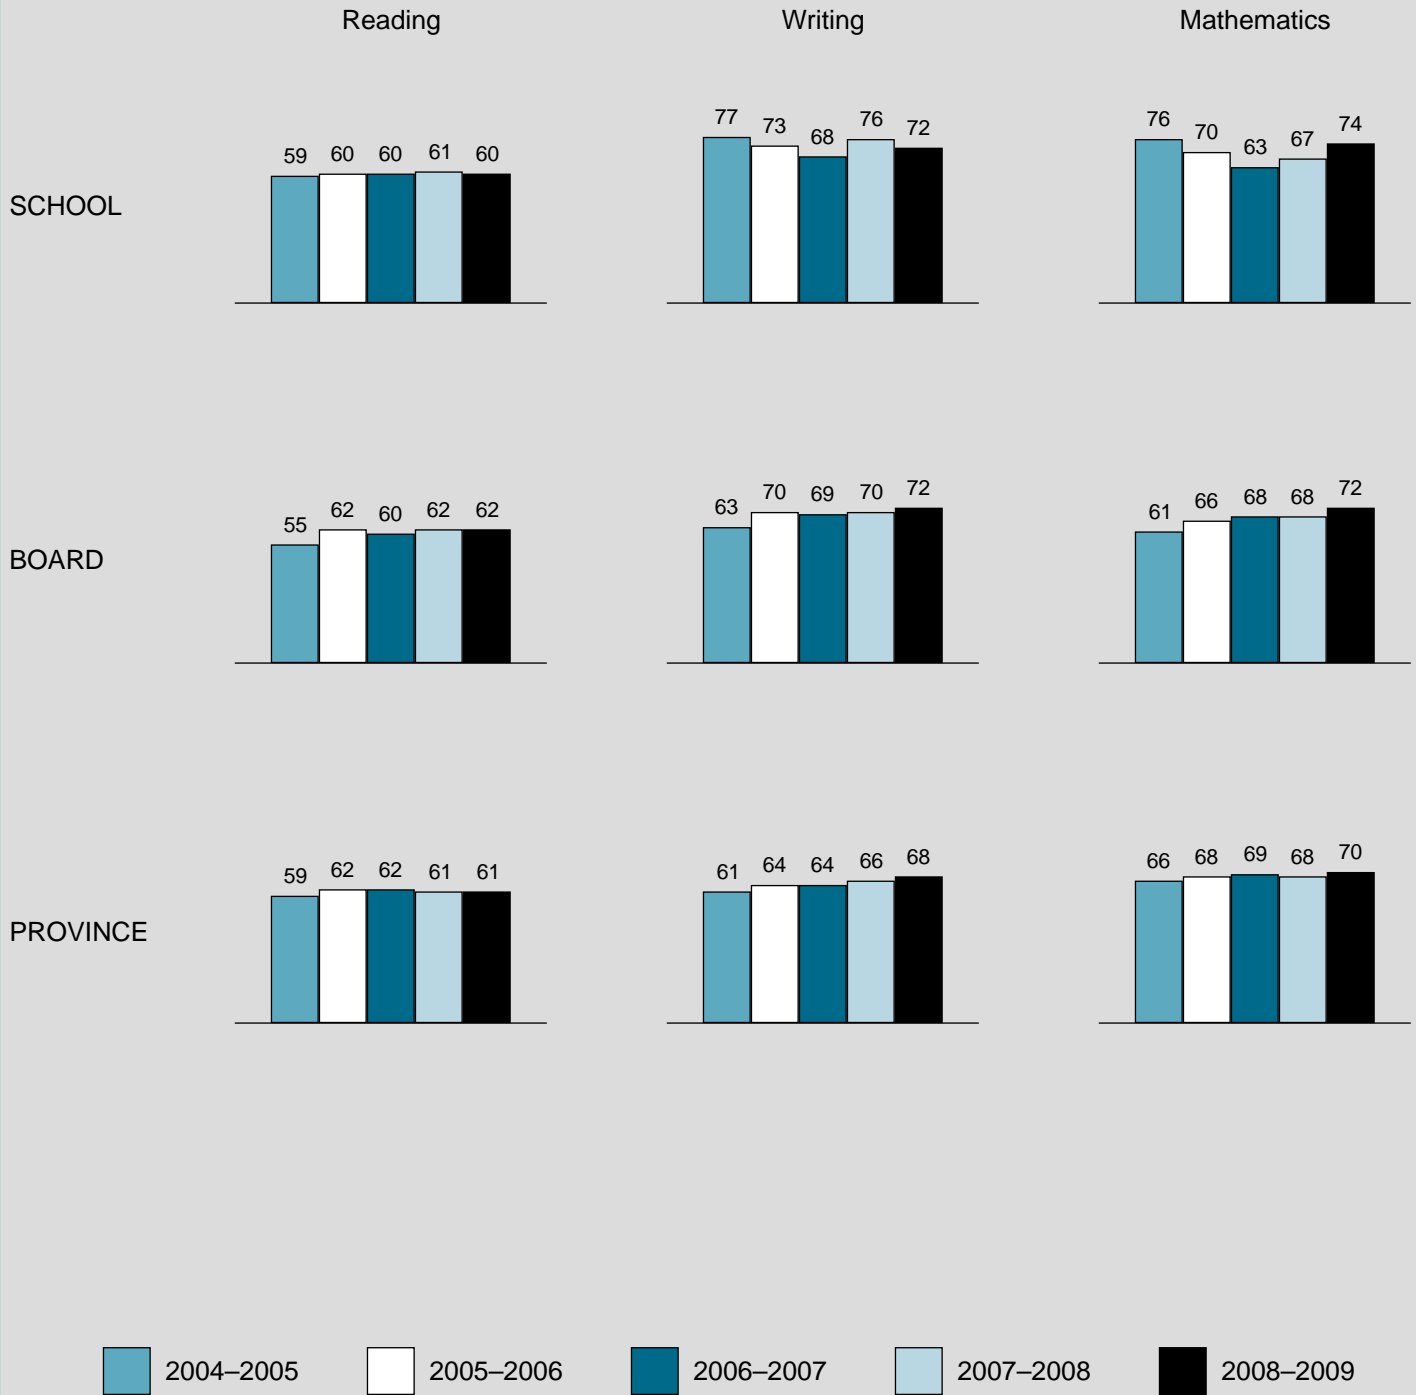 Reading Writing Mathematics
59 60 60 61 60
77 73 68 76 72
76 70 63 67 74
SCHOOL
55 62 60 62 62
63 70 69 70 72
61 66 68 68 72
BOARD
59 62 62 61 61
61 64 64 66 68
66 68 69 68 70
PROVINCE
2004–2005 2005–2006 2006–2007 2007–2008 2008–2009